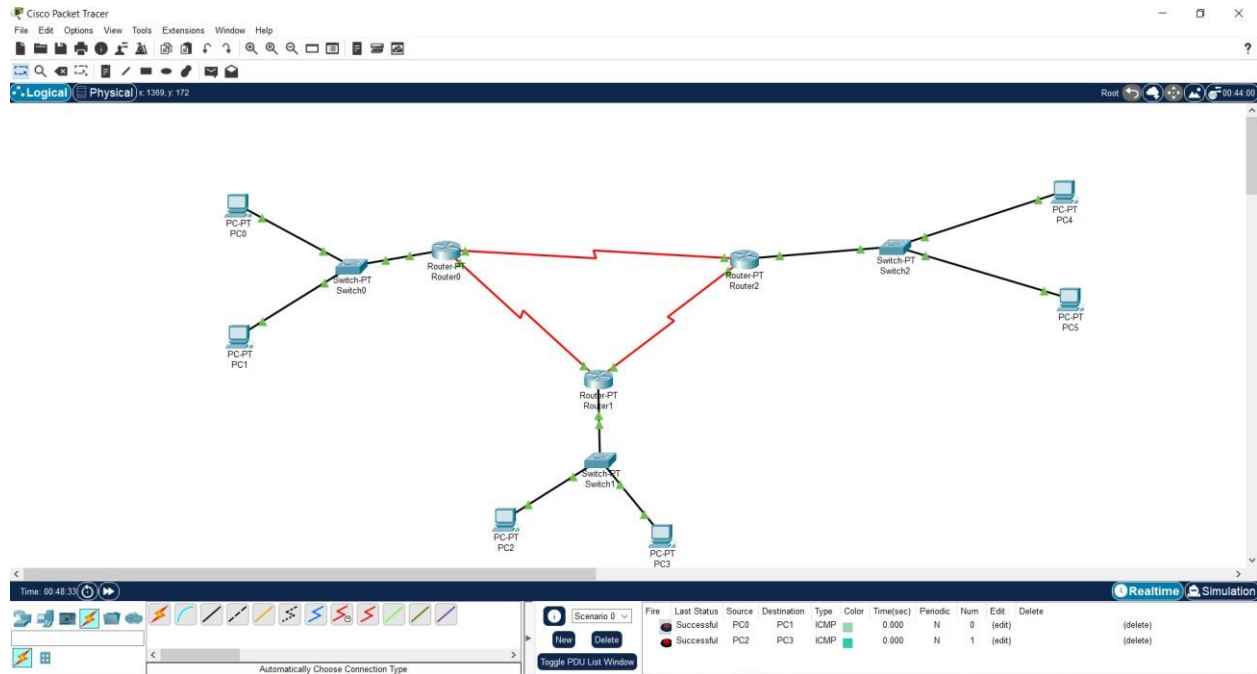 Cisco Packet Tracer
File Edit Options View Tools Extensions Window Help
?
Logical Physical x: 1369, y: 172 Root 00:44:00
PC-PT
PC0
PC-PT
PC4
Router-PT
Router0
Switch-PT
Switch0
Router-PT
Router2
Switch-PT
Switch2
PC-PT
PC1
PC-PT
PC5
Router-PT
Router1
Switch-PT
Switch1
PC-PT
PC2
PC-PT
PC3
Time: 00:48:33 Realtime Simulation
Scenario 0
New Delete
Toggle PDU List Window
Fire Last Status Source Destination Type Color Time(sec) Periodic Num Edit Delete
Successful PC0 PC1 ICMP 0.000 N 0 (edit) (delete)
Successful PC2 PC3 ICMP 0.000 N 1 (edit) (delete)
Automatically Choose Connection Type